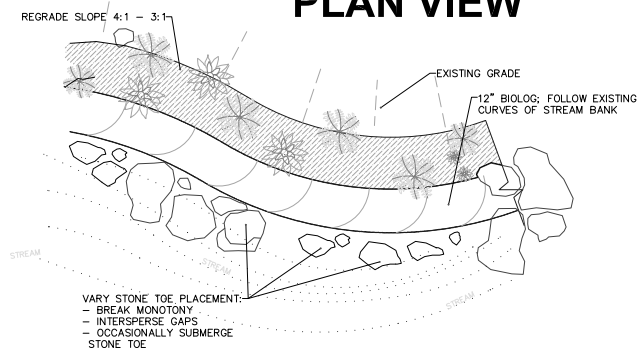 PLAN VIEW
REGRADE SLOPE 4:1 – 3:1
EXISTING GRADE
12" BIOLOG; FOLLOW EXISTING
CURVES OF STREAM BANK
STREAM
STREAM
STREAM
VARY STONE TOE PLACEMENT:
– BREAK MONOTONY
– INTERSPERSE GAPS
– OCCASIONALLY SUBMERGE
STONE TOE